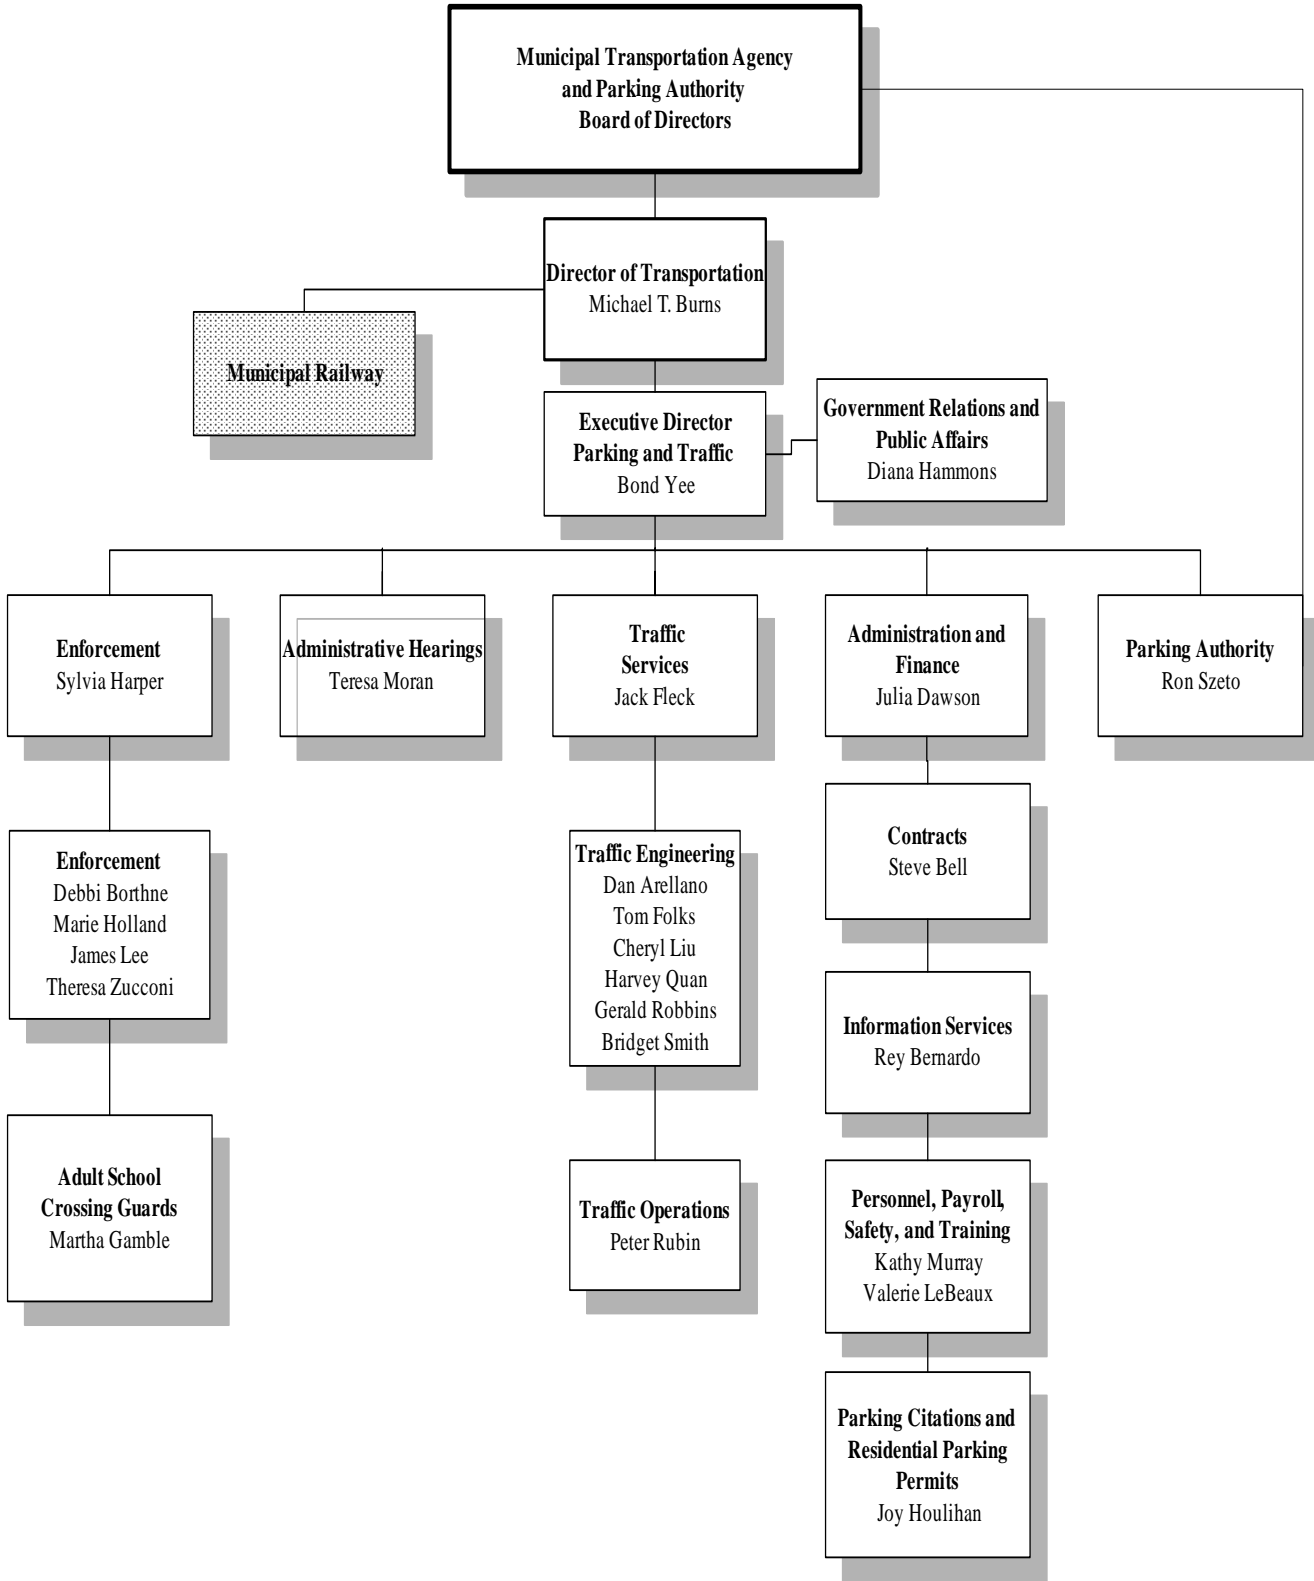 Municipal Transportation Agency
and Parking Authority
Board of Directors
Director of Transportation
Michael T. Burns
Municipal Railway
Executive Director
Parking and Traffic
Bond Yee
Government Relations and
Public Affairs
Diana Hammons
Enforcement
Sylvia Harper
Administrative Hearings
Teresa Moran
Traffic
Services
Jack Fleck
Administration and
Finance
Julia Dawson
Parking Authority
Ron Szeto
Enforcement
Debbi Borthne
Marie Holland
James Lee
Theresa Zucconi
Adult School
Crossing Guards
Martha Gamble
Traffic Engineering
Dan Arellano
Tom Folks
Cheryl Liu
Harvey Quan
Gerald Robbins
Bridget Smith
Traffic Operations
Peter Rubin
Contracts
Steve Bell
Information Services
Rey Bernardo
Personnel, Payroll,
Safety, and Training
Kathy Murray
Valerie LeBeaux
Parking Citations and
Residential Parking
Permits
Joy Houlihan